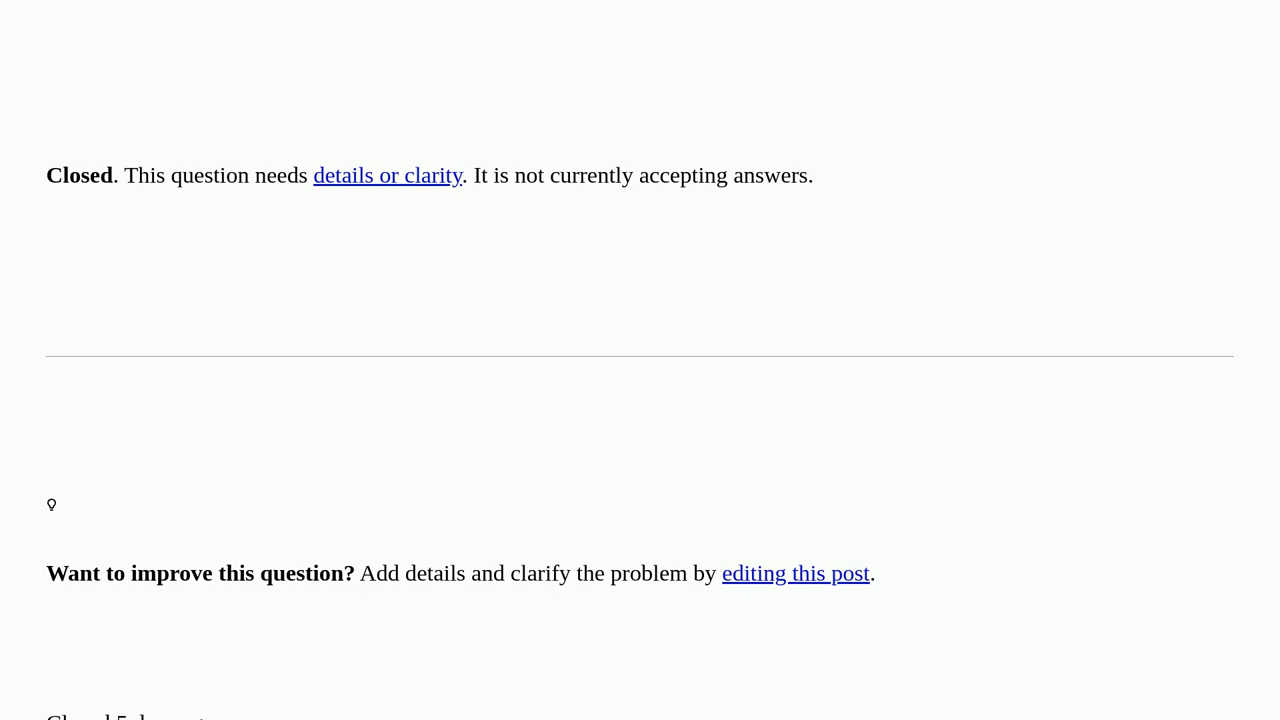 Closed. This question needs details or clarity. It is not currently accepting answers.
Want to improve this question? Add details and clarify the problem by editing this post.